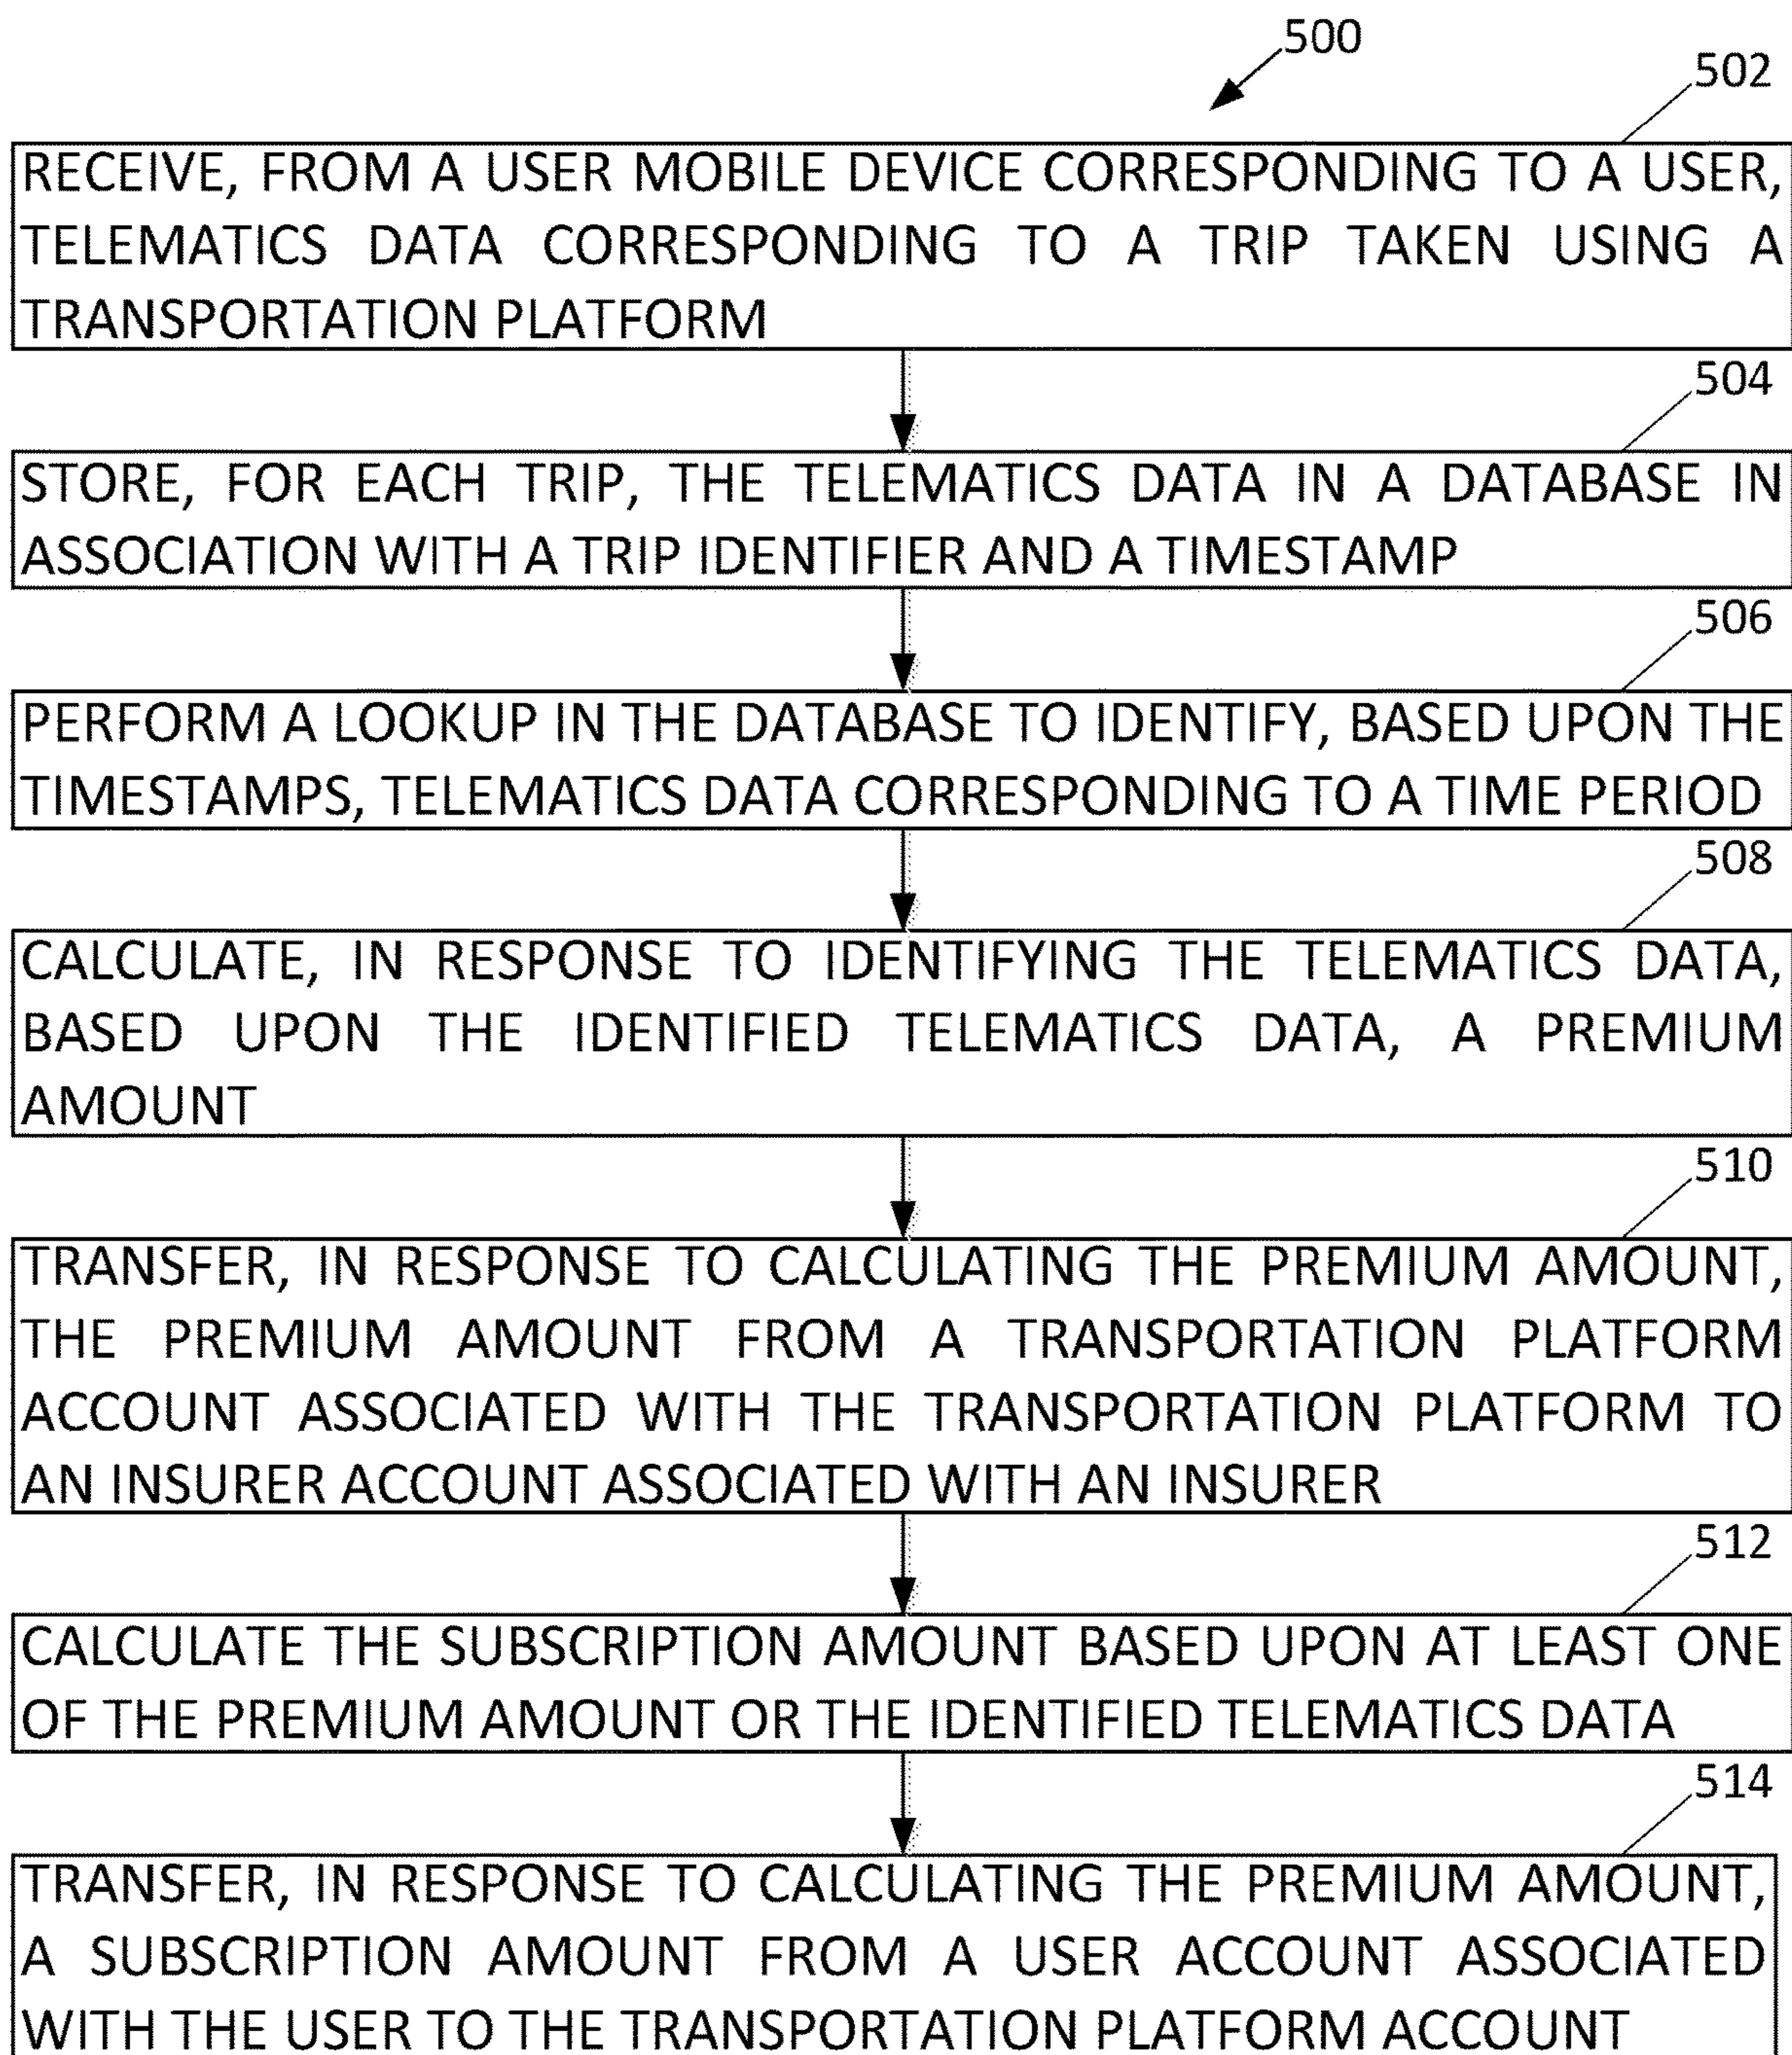 500
502
RECEIVE, FROM A USER MOBILE DEVICE CORRESPONDING TO A USER,
TELEMATICS DATA CORRESPONDING TO A TRIP TAKEN USING A
TRANSPORTATION PLATFORM
504
STORE, FOR EACH TRIP, THE TELEMATICS DATA IN A DATABASE IN
ASSOCIATION WITH A TRIP IDENTIFIER AND A TIMESTAMP
506
PERFORM A LOOKUP IN THE DATABASE TO IDENTIFY, BASED UPON THE
TIMESTAMPS, TELEMATICS DATA CORRESPONDING TO A TIME PERIOD
508
CALCULATE, IN RESPONSE TO IDENTIFYING THE TELEMATICS DATA,
BASED UPON THE IDENTIFIED TELEMATICS DATA, A PREMIUM
AMOUNT
510
TRANSFER, IN RESPONSE TO CALCULATING THE PREMIUM AMOUNT,
THE PREMIUM AMOUNT FROM A TRANSPORTATION PLATFORM
ACCOUNT ASSOCIATED WITH THE TRANSPORTATION PLATFORM TO
AN INSURER ACCOUNT ASSOCIATED WITH AN INSURER
512
CALCULATE THE SUBSCRIPTION AMOUNT BASED UPON AT LEAST ONE
OF THE PREMIUM AMOUNT OR THE IDENTIFIED TELEMATICS DATA
514
TRANSFER, IN RESPONSE TO CALCULATING THE PREMIUM AMOUNT,
A SUBSCRIPTION AMOUNT FROM A USER ACCOUNT ASSOCIATED
WITH THE USER TO THE TRANSPORTATION PLATFORM ACCOUNT